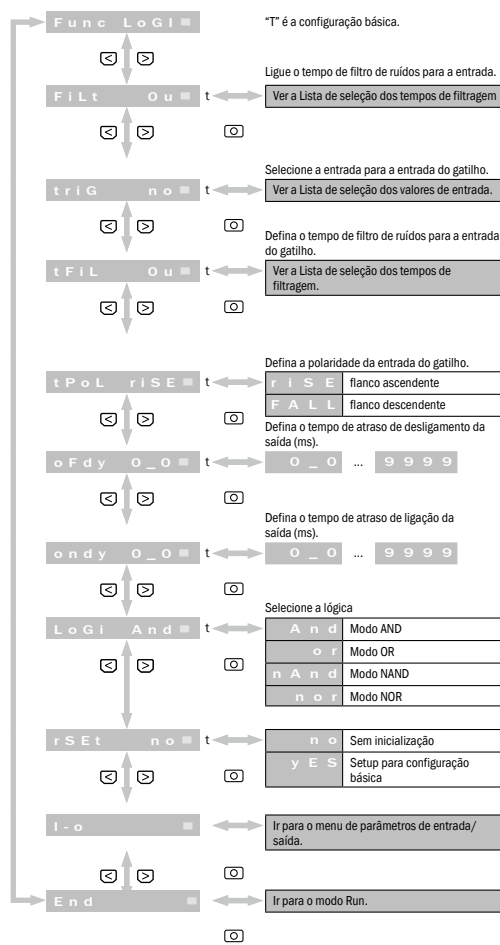 Func LoGI
"T" é a configuração básica.
Ligue o tempo de filtro de ruídos para a entrada.
FiLt Ou t
Ver a Lista de seleção dos tempos de filtragem
Selecione a entrada para a entrada do gatilho.
triG no t
Ver a Lista de seleção dos valores de entrada.
Defina o tempo de filtro de ruídos para a entrada
do gatilho.
tFiL Ou t
Ver a Lista de seleção dos tempos de
filtragem.
Defina a polaridade da entrada do gatilho.
tPoL riSE t
riSE flanco ascendente
FALL flanco descendente
Defina o tempo de atraso de desligamento da
saída (ms).
oFdy 0_0 t
0_0 ... 9999
Defina o tempo de atraso de ligação da
saída (ms).
ondy 0_0 t
0_0 ... 9999
Selecione a lógica
LoGi And t
And Modo AND
or Modo OR
nAnd Modo NAND
nor Modo NOR
rSEt no t
no Sem inicialização
yES Setup para configuração
básica
I-o
Ir para o menu de parâmetros de entrada/
saída.
End
Ir para o modo Run.